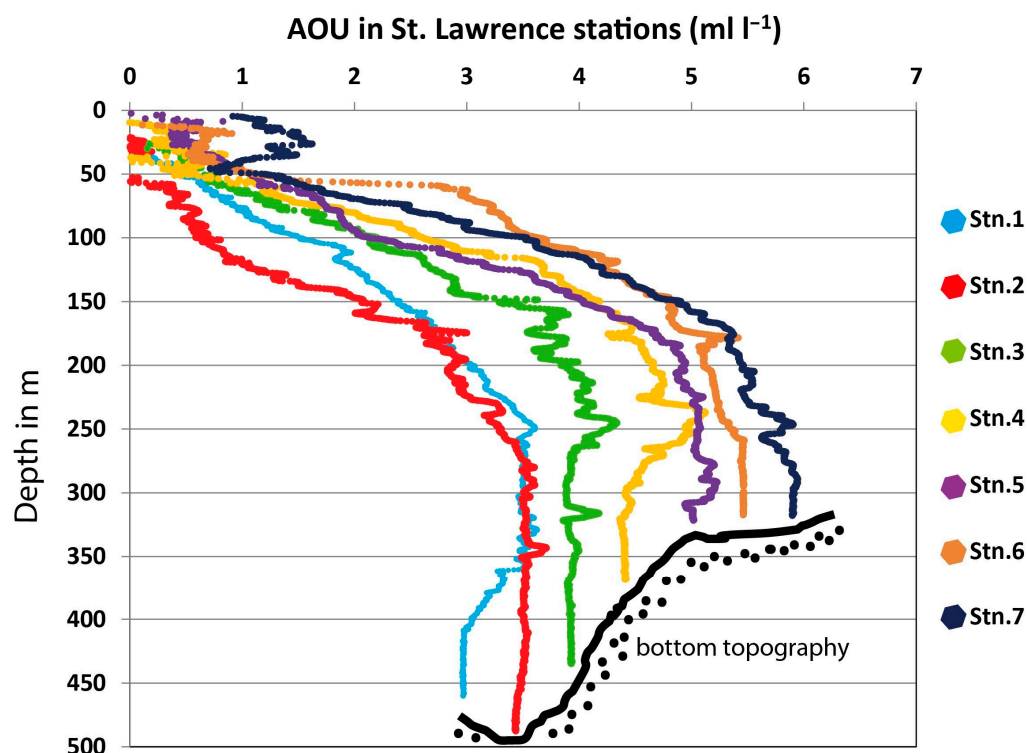 AOU in St. Lawrence stations (ml l⁻¹)
0 1 2 3 4 5 6 7
0
50
100
150
200
250
300
350
400
450
500
Depth in m
bottom topography
Stn.1
Stn.2
Stn.3
Stn.4
Stn.5
Stn.6
Stn.7